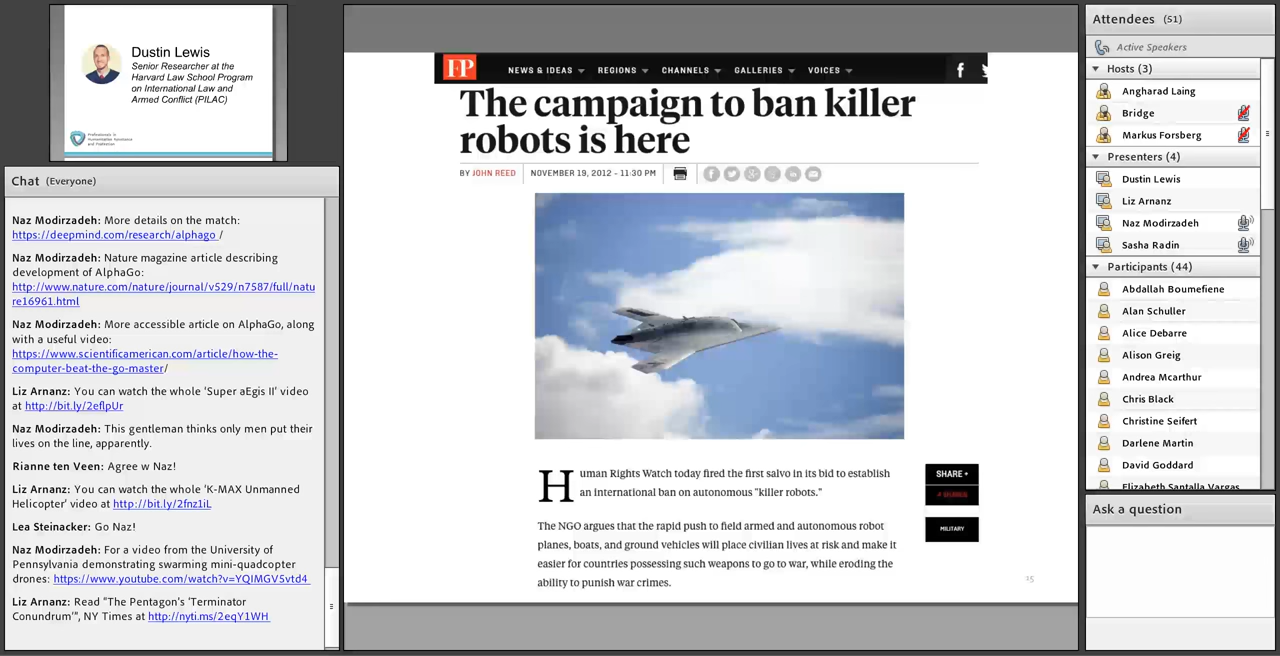 Dustin Lewis
Senior Researcher at the
Harvard Law School Program
on International Law and
Armed Conflict (PILAC)
Professionals in
Humanitarian Assistance
and Protection
Chat (Everyone)
Naz Modirzadeh: More details on the match:
https://deepmind.com/research/alphago /
Naz Modirzadeh: Nature magazine article describing
development of AlphaGo:
http://www.nature.com/nature/journal/v529/n7587/full/natu
re16961.html
Naz Modirzadeh: More accessible article on AlphaGo, along
with a useful video:
https://www.scientificamerican.com/article/how-the-
computer-beat-the-go-master/
Liz Arnanz: You can watch the whole 'Super aEgis II' video
at http://bit.ly/2eflpUr
Naz Modirzadeh: This gentleman thinks only men put their
lives on the line, apparently.
Rianne ten Veen: Agree w Naz!
Liz Arnanz: You can watch the whole 'K-MAX Unmanned
Helicopter' video at http://bit.ly/2fnz1iL
Lea Steinacker: Go Naz!
Naz Modirzadeh: For a video from the University of
Pennsylvania demonstrating swarming mini-quadcopter
drones: https://www.youtube.com/watch?v=YQIMGV5vtd4
Liz Arnanz: Read "The Pentagon's 'Terminator
Conundrum'", NY Times at http://nyti.ms/2eqY1WH
FP
NEWS & IDEAS REGIONS CHANNELS GALLERIES VOICES
The campaign to ban killer
robots is here
BY JOHN REED NOVEMBER 19, 2012 - 11:30 PM
Human Rights Watch today fired the first salvo in its bid to establish
an international ban on autonomous "killer robots."
SHARE +
The NGO argues that the rapid push to field armed and autonomous robot
planes, boats, and ground vehicles will place civilian lives at risk and make it
easier for countries possessing such weapons to go to war, while eroding the
ability to punish war crimes.
MILITARY
15
Attendees (51)
Active Speakers
Hosts (3)
Angharad Laing
Bridge
Markus Forsberg
Presenters (4)
Dustin Lewis
Liz Arnanz
Naz Modirzadeh
Sasha Radin
Participants (44)
Abdallah Boumefiene
Alan Schuller
Alice Debarre
Alison Greig
Andrea Mcarthur
Chris Black
Christine Seifert
Darlene Martin
David Goddard
Elizabeth Santalla Vargas
Ask a question